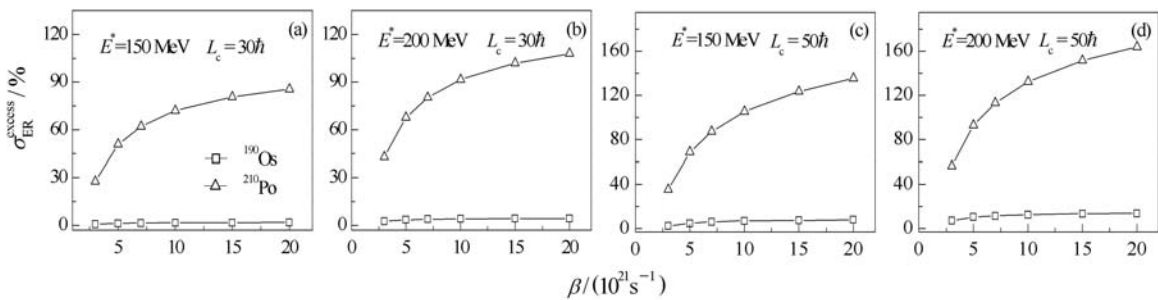 (a)
E*=150 MeV L_c=30ħ
(b)
E*=200 MeV L_c=30ħ
(c)
E*=150 MeV L_c=50ħ
(d)
E*=200 MeV L_c=50ħ
σ_ER^excess / %
120
90
60
30
0
120
90
60
30
0
160
120
80
40
0
160
120
80
40
0
¹⁹⁰Os
²¹⁰Po
5 10 15 20
0 5 10 15 20
0 5 10 15 20
0 5 10 15 20
β/(10²¹s⁻¹)